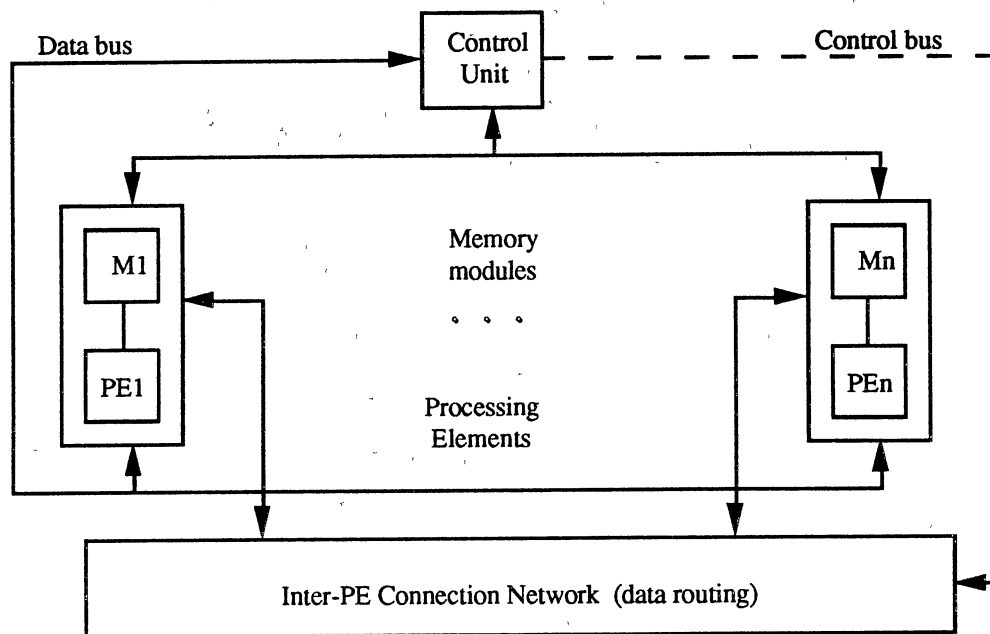 Data bus
Control
Unit
Control bus
M1
PE1
Memory
modules
. . .
Processing
Elements
Mn
PEn
Inter-PE Connection Network (data routing)